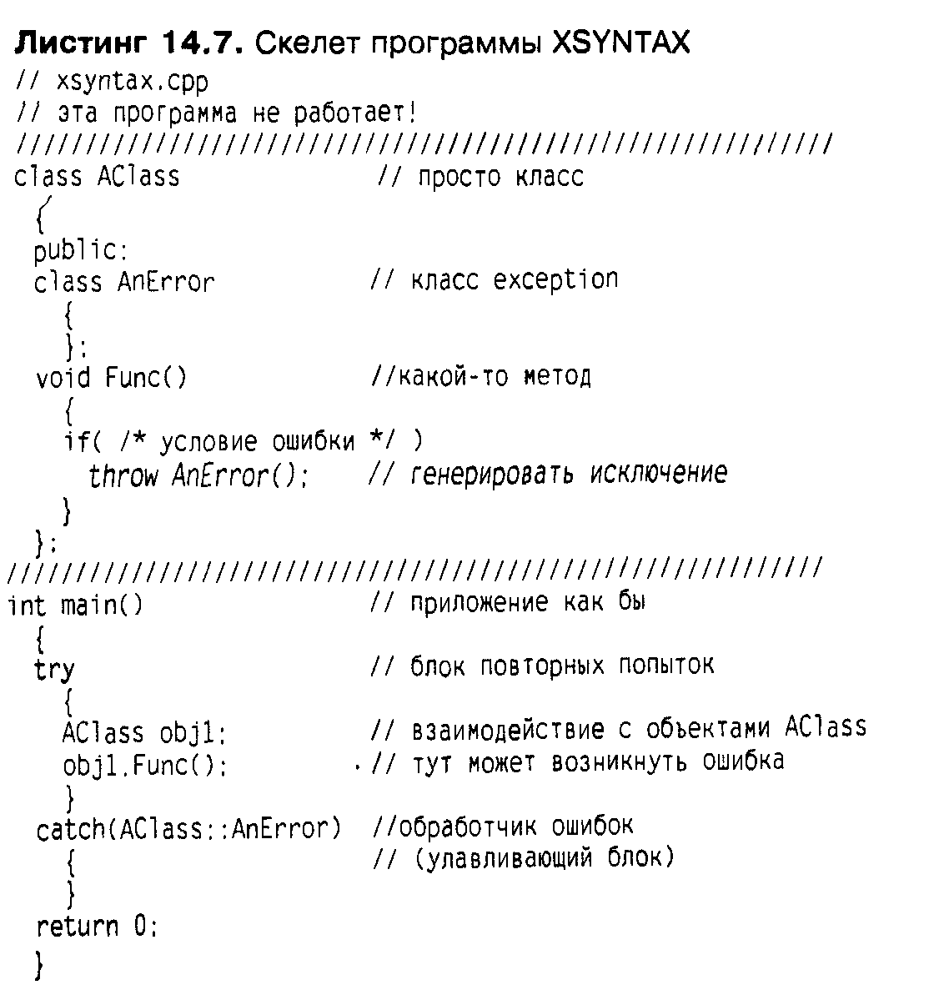 Листинг 14.7. Скелет программы XSYNTAX
// xsyntax.cpp
// эта программа не работает!
///////////////////////////////////////////////////////////
class AClass // просто класс
{
public:
class AnError // класс exception
{
};
void Func() //какой-то метод
{
if( /* условие ошибки */ )
throw AnError(); // генерировать исключение
}
};
///////////////////////////////////////////////////////////
int main() // приложение как бы
{
try // блок повторных попыток
{
AClass obj1; // взаимодействие с объектами AClass
obj1.Func(); // тут может возникнуть ошибка
}
catch(AClass::AnError) //обработчик ошибок
{ // (улавливающий блок)
}
return 0;
}